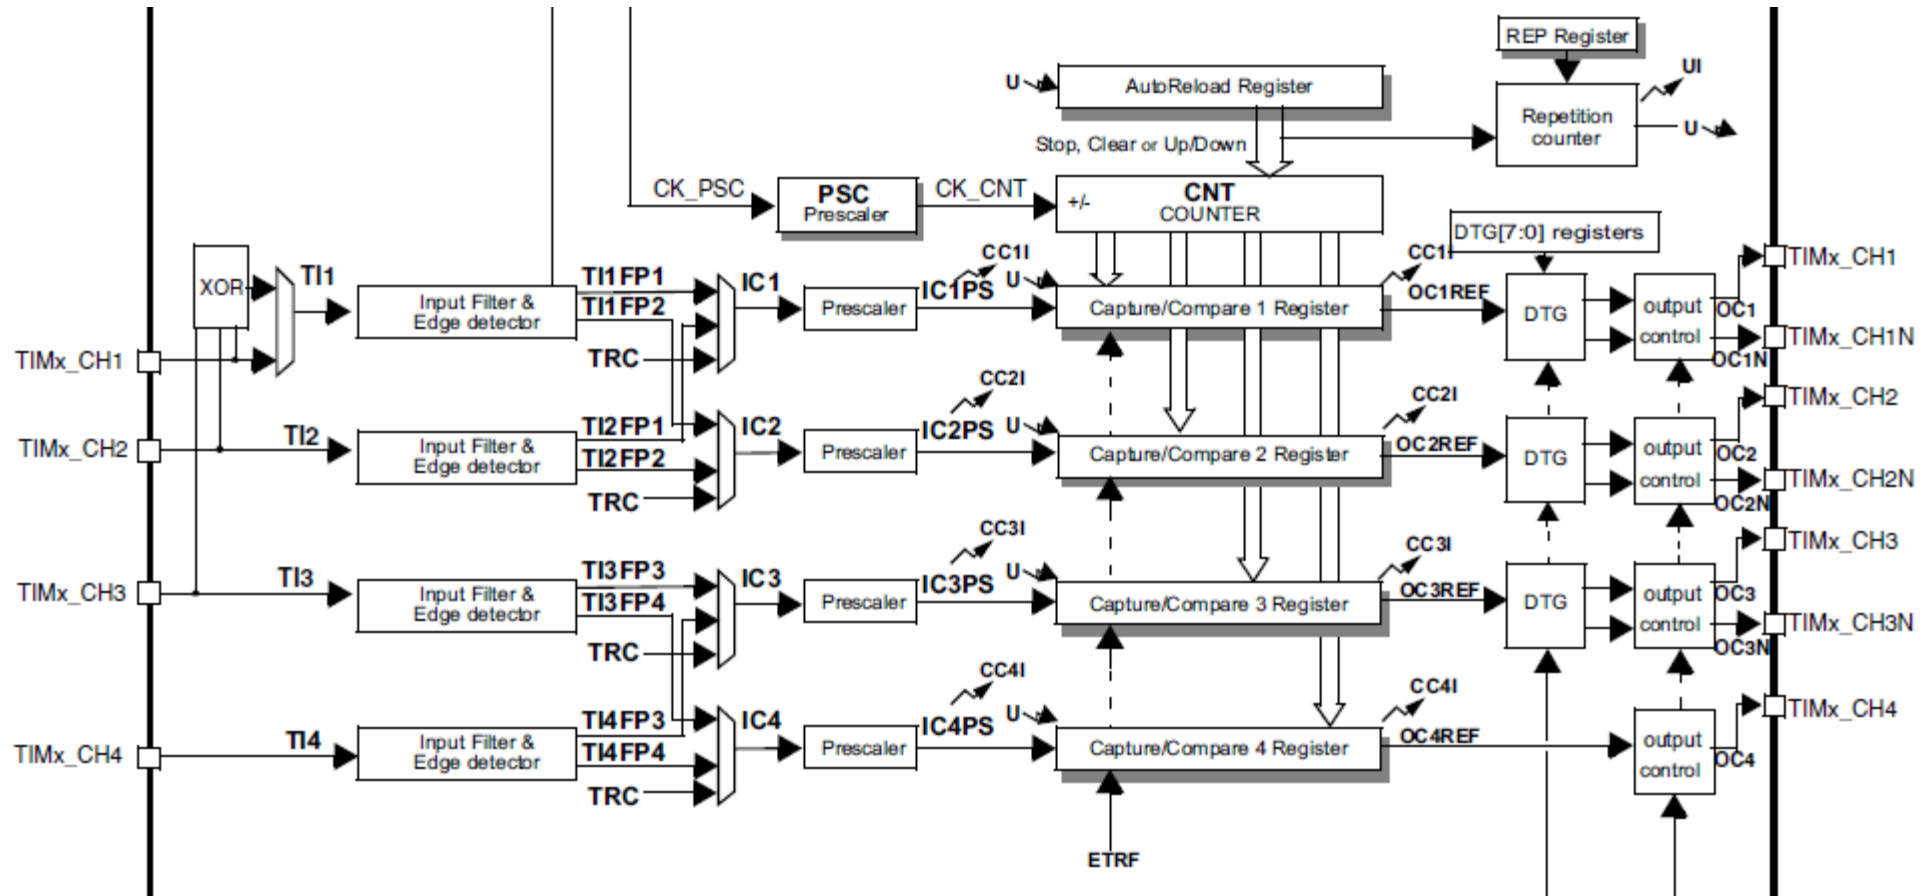 REP Register
UI
U
AutoReload Register
Repetition
counter
U
Stop, Clear or Up/Down
CK_PSC
PSC
Prescaler
CK_CNT
+/-
CNT
COUNTER
DTG[7:0] registers
XOR
TI1
Input Filter &
Edge detector
TI1FP1
TI1FP2
TRC
IC1
Prescaler
IC1PS
CC1I
U
Capture/Compare 1 Register
CC1I
OC1REF
DTG
output
control
OC1
OC1N
TIMx_CH1
TIMx_CH1N
TIMx_CH1
TIMx_CH2
TI2
Input Filter &
Edge detector
TI2FP1
TI2FP2
TRC
IC2
Prescaler
IC2PS
CC2I
U
Capture/Compare 2 Register
CC2I
OC2REF
DTG
output
control
OC2
OC2N
TIMx_CH2
TIMx_CH2N
TIMx_CH3
TI3
Input Filter &
Edge detector
TI3FP3
TI3FP4
TRC
IC3
Prescaler
IC3PS
CC3I
U
Capture/Compare 3 Register
CC3I
OC3REF
DTG
output
control
OC3
OC3N
TIMx_CH3
TIMx_CH3N
TIMx_CH4
TI4
Input Filter &
Edge detector
TI4FP3
TI4FP4
TRC
IC4
Prescaler
IC4PS
CC4I
U
Capture/Compare 4 Register
CC4I
OC4REF
output
control
OC4
TIMx_CH4
ETRF